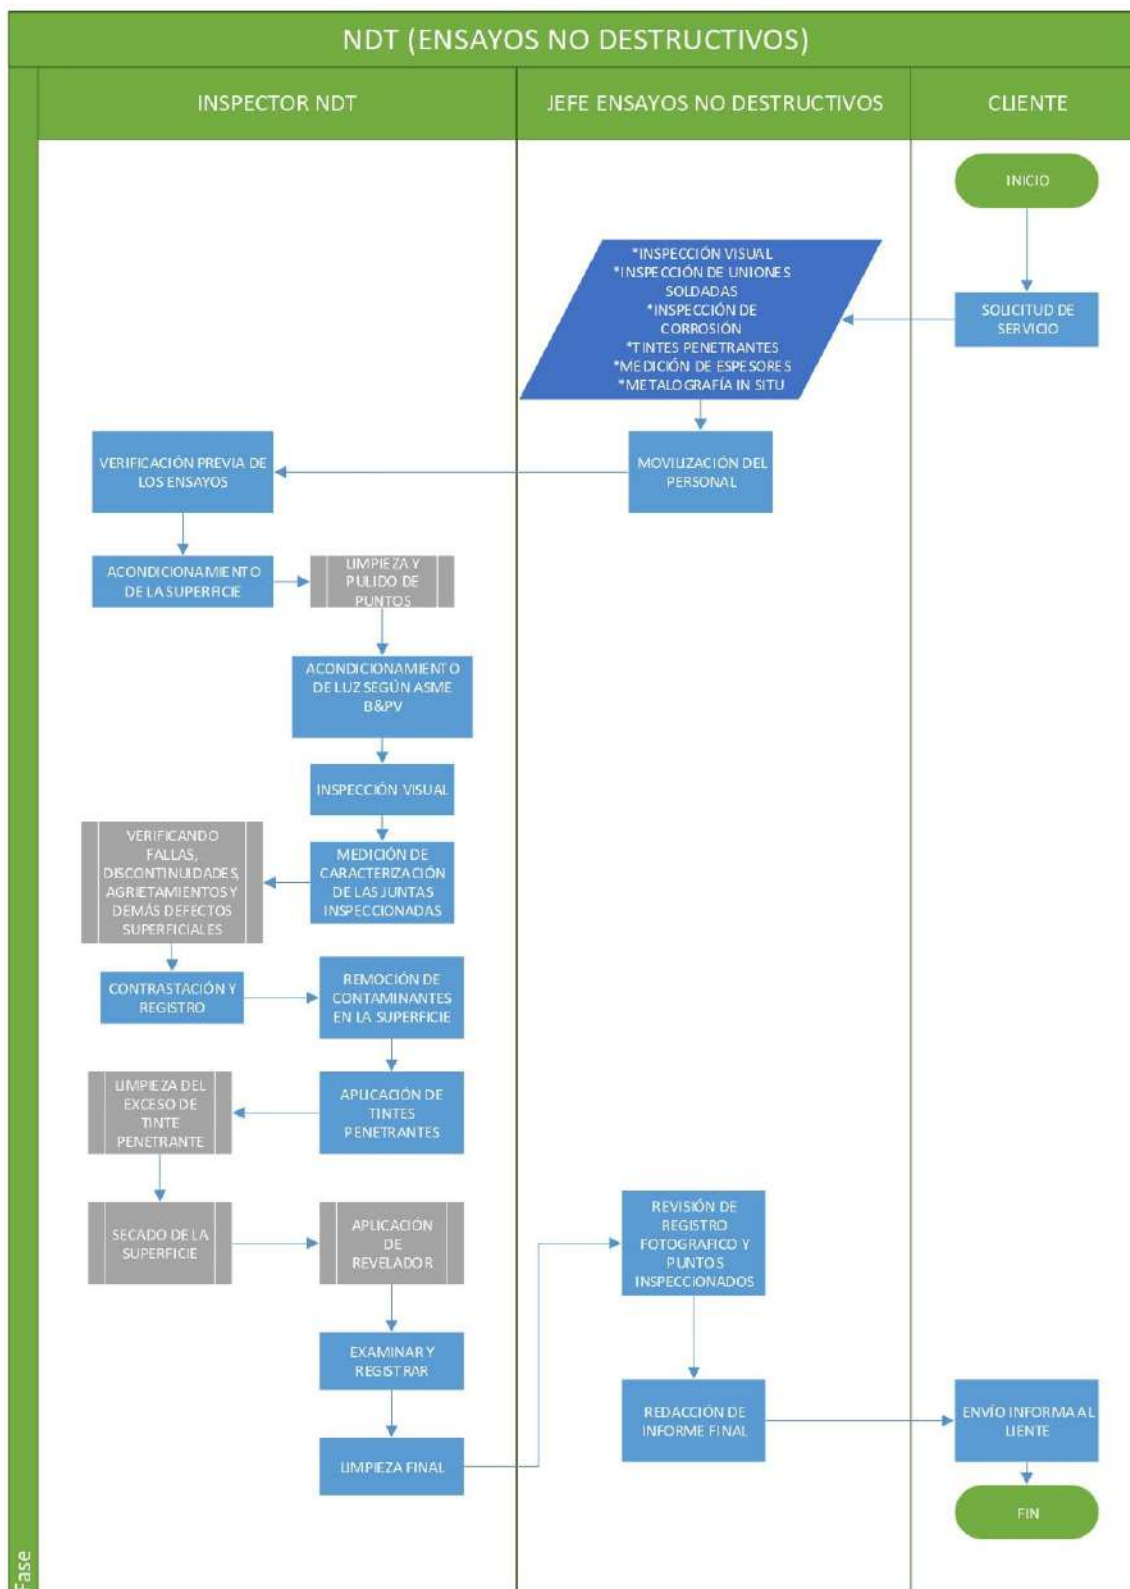 NDT (ENSAYOS NO DESTRUCTIVOS)
INSPECTOR NDT
JEFE ENSAYOS NO DESTRUCTIVOS
CLIENTE
INICIO
SOLICITUD DE
SERVICIO
*INSPECCIÓN VISUAL
*INSPECCIÓN DE UNIONES
SOLDADAS
*INSPECCIÓN DE
CORROSIÓN
*TINTES PENETRANTES
*MEDICIÓN DE ESPESORES
*METALOGRAFÍA IN SITU
MOVILIZACIÓN DEL
PERSONAL
VERIFICACIÓN PREVIA DE
LOS ENSAYOS
ACONDICIONAMIENTO
DE LA SUPERFICIE
LIMPIEZA Y
PULIDO DE
PUNTOS
ACONDICIONAMIENTO
DE LUZ SEGÚN ASME
B&PV
INSPECCIÓN VISUAL
MEDICIÓN DE
CARACTERIZACIÓN
DE LAS JUNTAS
INSPECCIONADAS
VERIFICANDO
FALLAS,
DISCONTINUIDADES,
AGRIETAMIENTOS Y
DEMÁS DEFECTOS
SUPERFICIALES
CONTRASTACIÓN Y
REGISTRO
REMOCIÓN DE
CONTAMINANTES
EN LA SUPERFICIE
APLICACIÓN DE
TINTES
PENETRANTES
LIMPIEZA DEL
EXCESO DE
TINTE
PENETRANTE
SECADO DE LA
SUPERFICIE
APLICACIÓN
DE
REVELADOR
EXAMINAR Y
REGISTRAR
LIMPIEZA FINAL
REVISIÓN DE
REGISTRO
FOTOGRAFICO Y
PUNTOS
INSPECCIONADOS
REDACCIÓN DE
INFORME FINAL
ENVÍO INFORMA AL
LIENTE
FIN
Fase